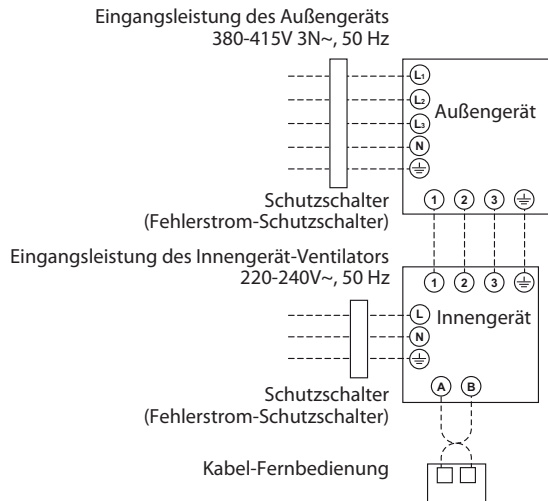 Eingangsleistung des Außengeräts
380-415V 3N~, 50 Hz
L1
L2
L3
N
Außengerät
Schutzschalter
(Fehlerstrom-Schutzschalter)
1 2 3
Eingangsleistung des Innengerät-Ventilators
220-240V~, 50 Hz
1 2 3
L
N
Innengerät
Schutzschalter
(Fehlerstrom-Schutzschalter)
A B
Kabel-Fernbedienung